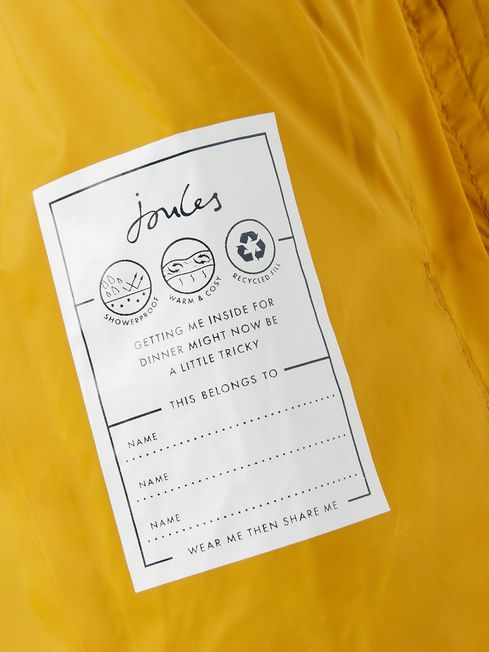 Joules
SHOWERPROOF
WARM & COSY
RECYCLED FILL
GETTING ME INSIDE FOR
DINNER MIGHT NOW BE
A LITTLE TRICKY
THIS BELONGS TO
NAME
NAME
NAME
WEAR ME THEN SHARE ME